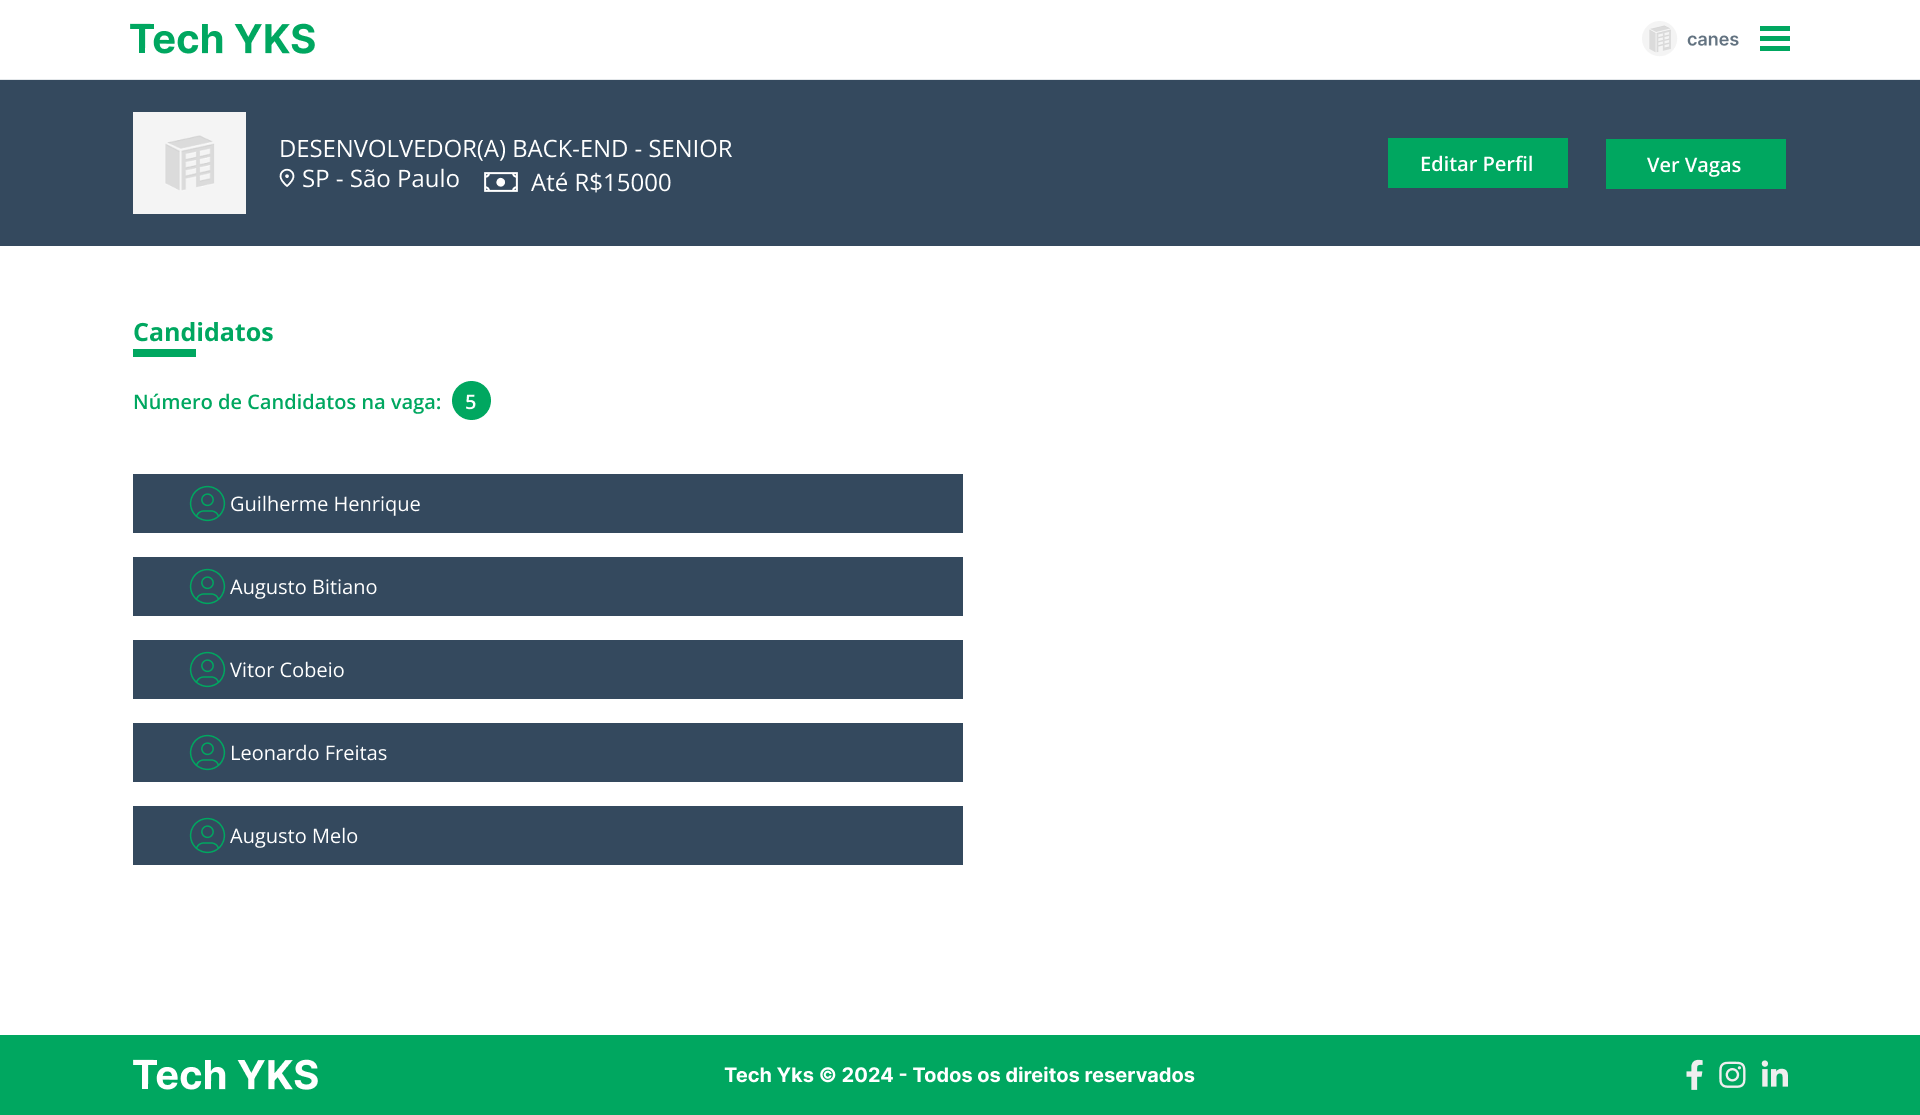 Tech YKS
canes
DESENVOLVEDOR(A) BACK-END - SENIOR
SP - São Paulo
Até R$15000
Editar Perfil
Ver Vagas
Candidatos
Número de Candidatos na vaga: 5
Guilherme Henrique
Augusto Bitiano
Vitor Cobeio
Leonardo Freitas
Augusto Melo
Tech YKS
Tech Yks © 2024 - Todos os direitos reservados